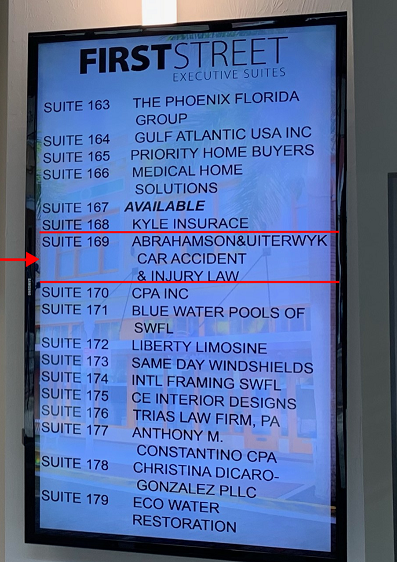 FIRSTSTREET
EXECUTIVE SUITES
SUITE 163 THE PHOENIX FLORIDA
GROUP
SUITE 164 GULF ATLANTIC USA INC
SUITE 165 PRIORITY HOME BUYERS
SUITE 166 MEDICAL HOME
SOLUTIONS
SUITE 167 AVAILABLE
SUITE 168 KYLE INSURACE
SUITE 169 ABRAHAMSON&UITERWYK
CAR ACCIDENT
& INJURY LAW
SUITE 170 CPA INC
SUITE 171 BLUE WATER POOLS OF
SWFL
SUITE 172 LIBERTY LIMOSINE
SUITE 173 SAME DAY WINDSHIELDS
SUITE 174 INTL FRAMING SWFL
SUITE 175 CE INTERIOR DESIGNS
SUITE 176 TRIAS LAW FIRM, PA
SUITE 177 ANTHONY M.
CONSTANTINO CPA
SUITE 178 CHRISTINA DICARO-
GONZALEZ PLLC
SUITE 179 ECO WATER
RESTORATION